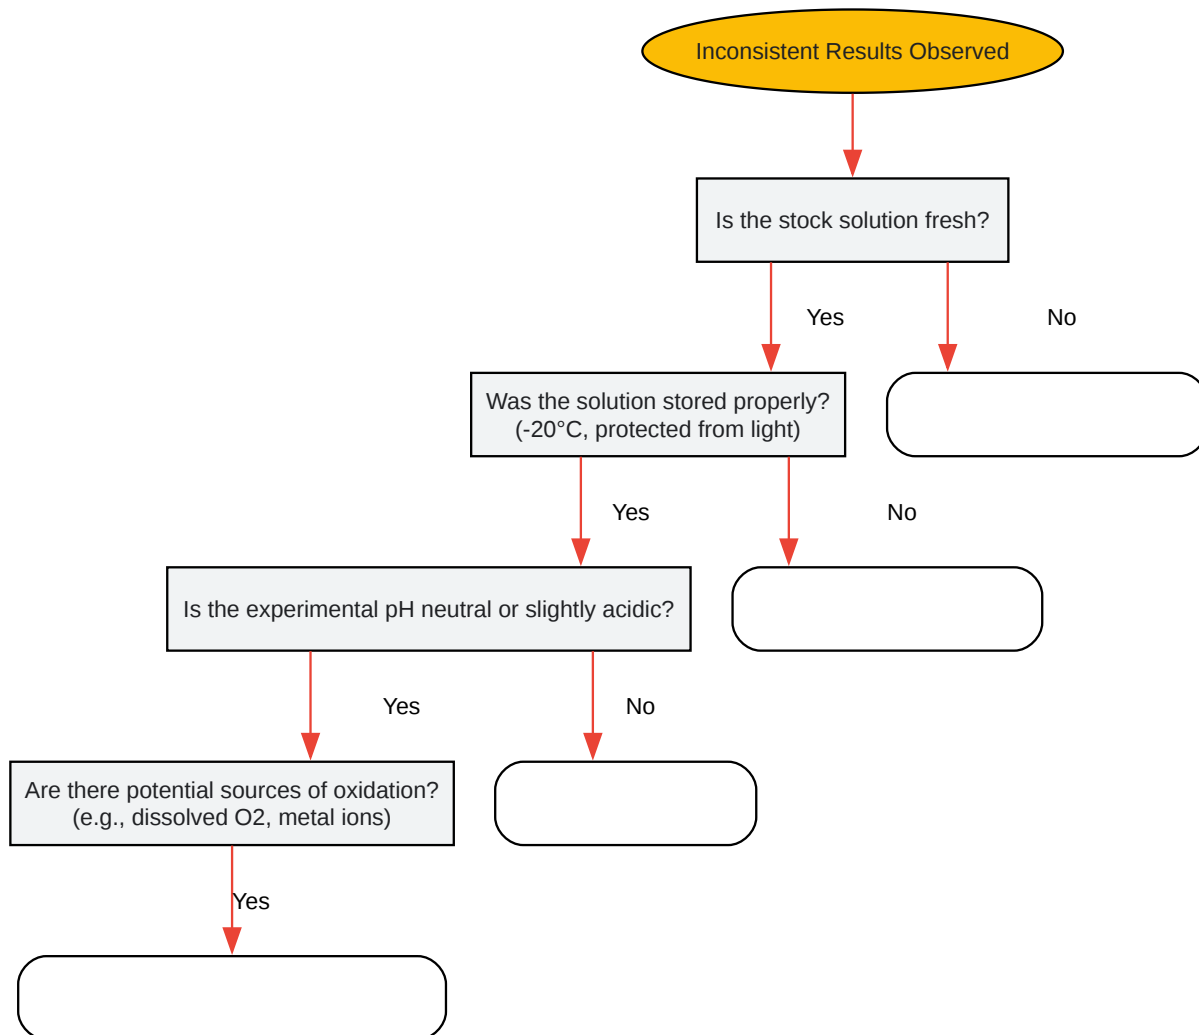 Inconsistent Results Observed
Is the stock solution fresh?
Yes
No
Was the solution stored properly?
(-20°C, protected from light)
Yes
No
Is the experimental pH neutral or slightly acidic?
Yes
No
Are there potential sources of oxidation?
(e.g., dissolved O2, metal ions)
Yes